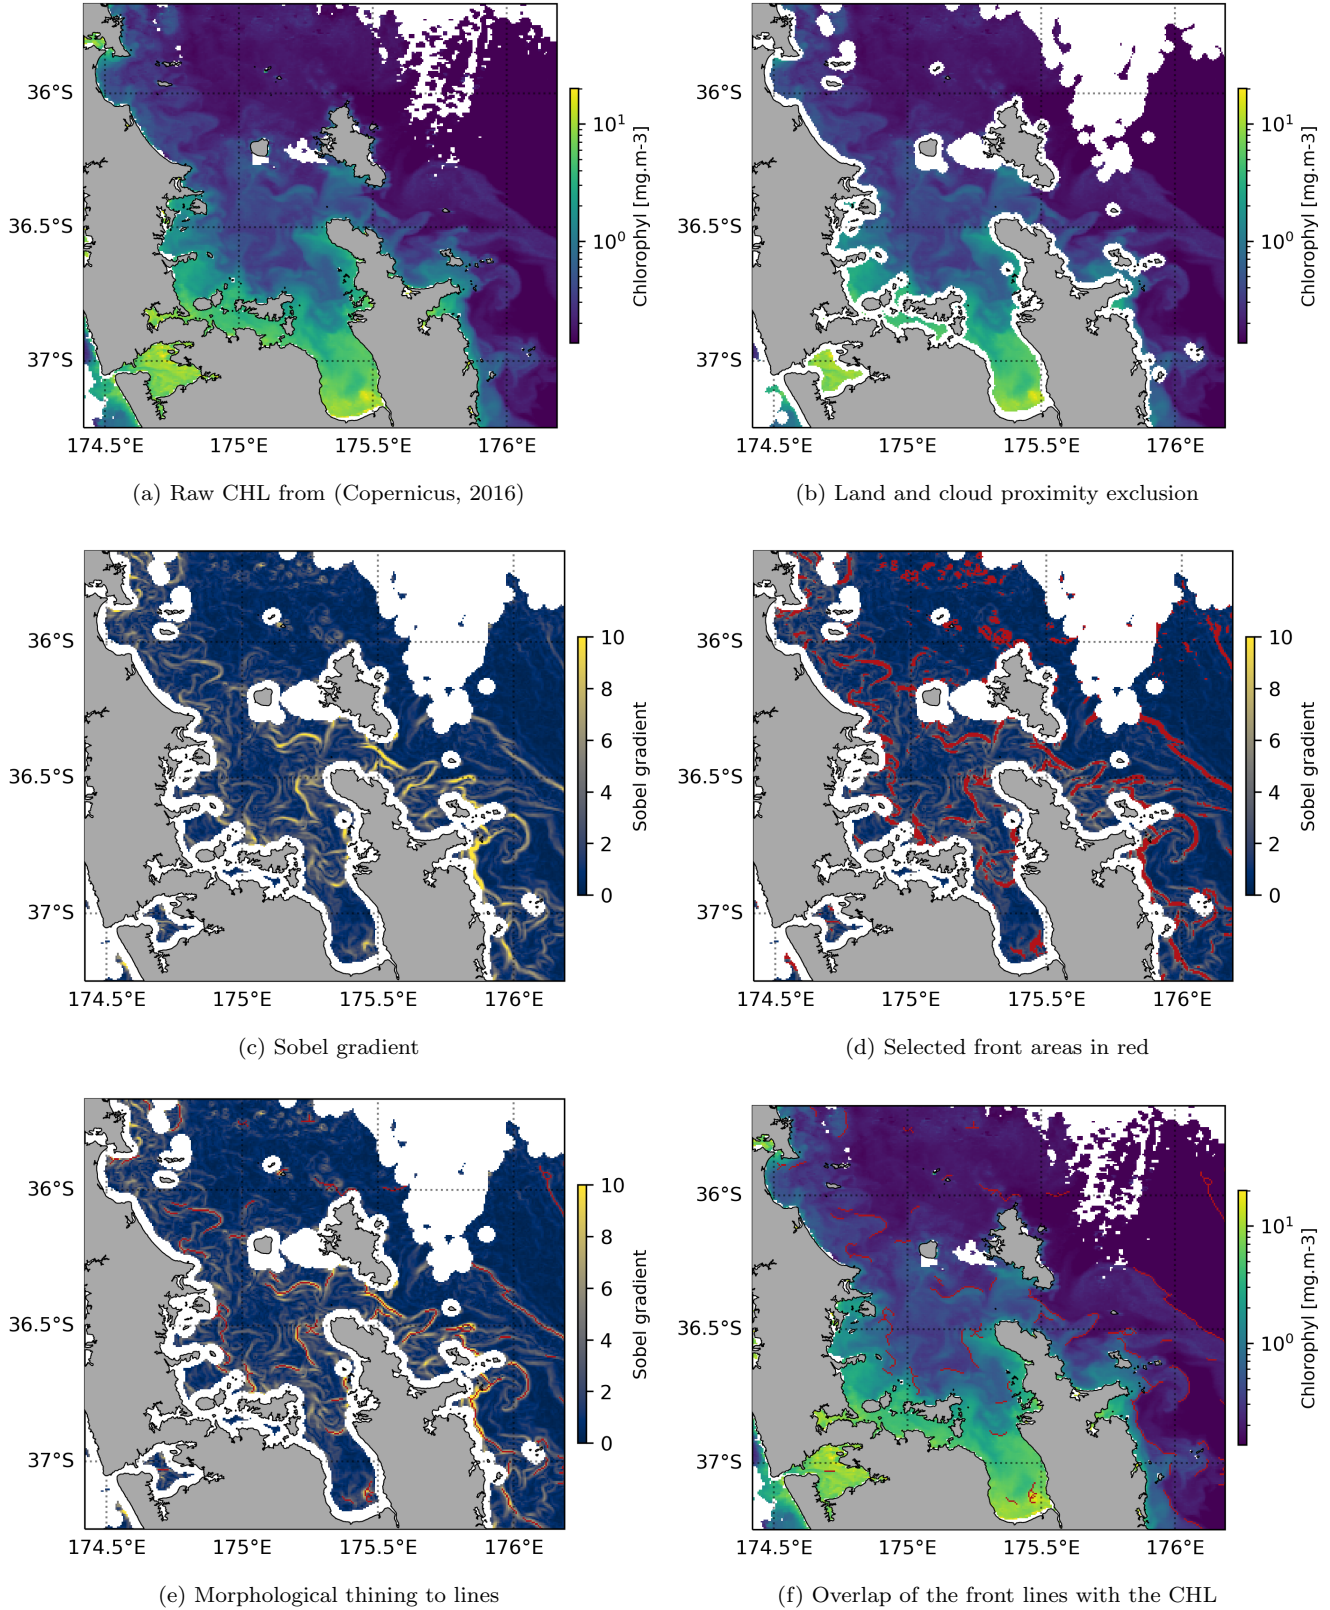 36°S
36.5°S
37°S
174.5°E 175°E 175.5°E 176°E
10¹
10⁰
Chlorophyl [mg.m-3]
(a) Raw CHL from (Copernicus, 2016)
36°S
36.5°S
37°S
174.5°E 175°E 175.5°E 176°E
10¹
10⁰
Chlorophyl [mg.m-3]
(b) Land and cloud proximity exclusion
36°S
36.5°S
37°S
174.5°E 175°E 175.5°E 176°E
10
8
6
4
2
0
Sobel gradient
(c) Sobel gradient
36°S
36.5°S
37°S
174.5°E 175°E 175.5°E 176°E
10
8
6
4
2
0
Sobel gradient
(d) Selected front areas in red
36°S
36.5°S
37°S
174.5°E 175°E 175.5°E 176°E
10
8
6
4
2
0
Sobel gradient
(e) Morphological thining to lines
36°S
36.5°S
37°S
174.5°E 175°E 175.5°E 176°E
10¹
10⁰
Chlorophyl [mg.m-3]
(f) Overlap of the front lines with the CHL